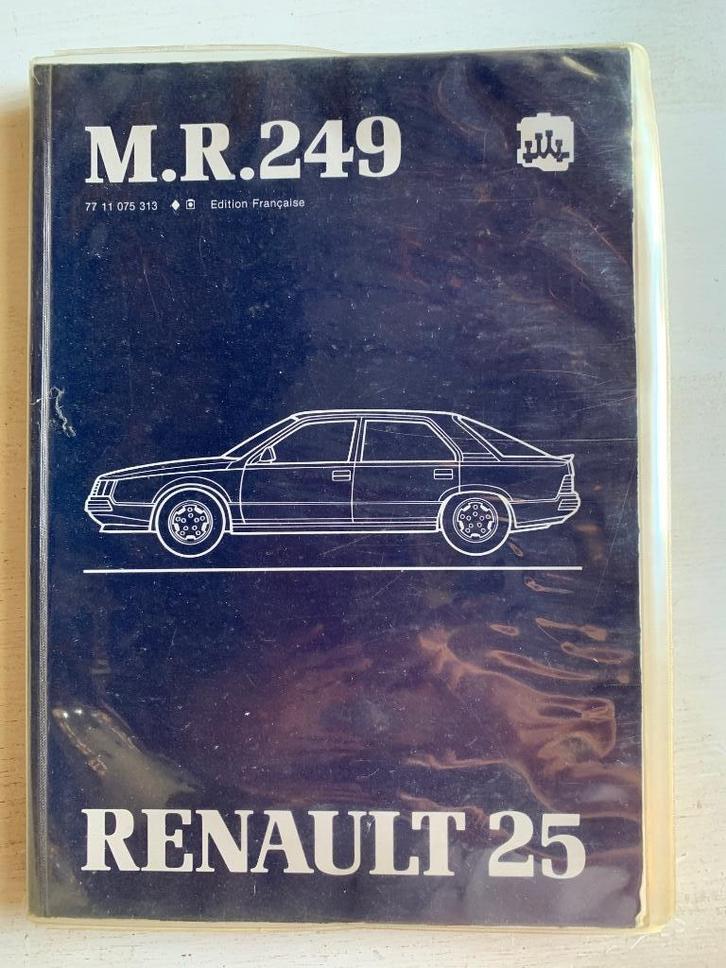 M.R.249
77 11 075 313 ♦ Edition Française
RENAULT 25